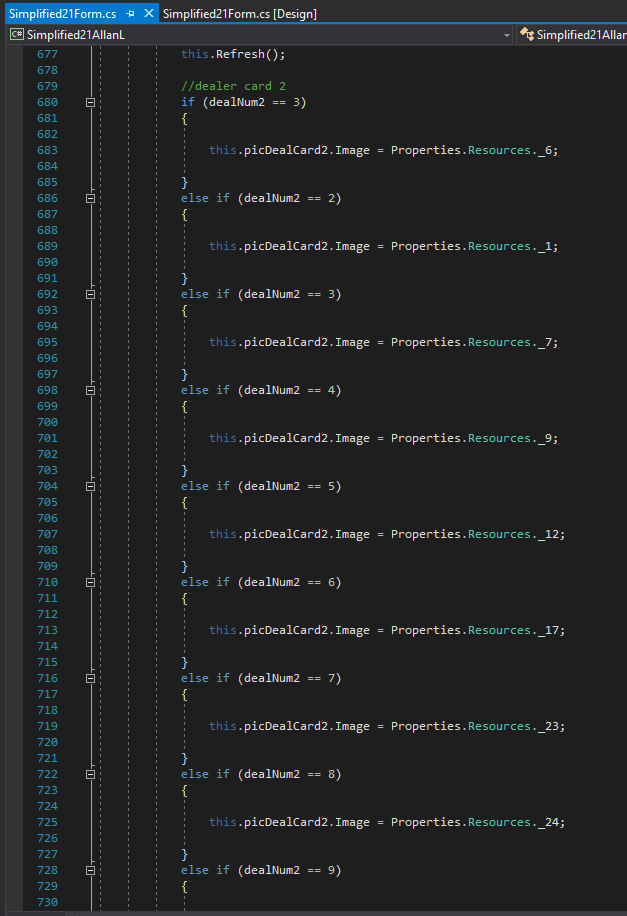 Simplified21Form.cs Simplified21Form.cs [Design]
C# Simplified21AllanL Simplified21Allan
677 this.Refresh();
678
679 //dealer card 2
680 if (dealNum2 == 3)
681 {
682
683 this.picDealCard2.Image = Properties.Resources._6;
684
685 }
686 else if (dealNum2 == 2)
687 {
688
689 this.picDealCard2.Image = Properties.Resources._1;
690
691 }
692 else if (dealNum2 == 3)
693 {
694
695 this.picDealCard2.Image = Properties.Resources._7;
696
697 }
698 else if (dealNum2 == 4)
699 {
700
701 this.picDealCard2.Image = Properties.Resources._9;
702
703 }
704 else if (dealNum2 == 5)
705 {
706
707 this.picDealCard2.Image = Properties.Resources._12;
708
709 }
710 else if (dealNum2 == 6)
711 {
712
713 this.picDealCard2.Image = Properties.Resources._17;
714
715 }
716 else if (dealNum2 == 7)
717 {
718
719 this.picDealCard2.Image = Properties.Resources._23;
720
721 }
722 else if (dealNum2 == 8)
723 {
724
725 this.picDealCard2.Image = Properties.Resources._24;
726
727 }
728 else if (dealNum2 == 9)
729 {
730